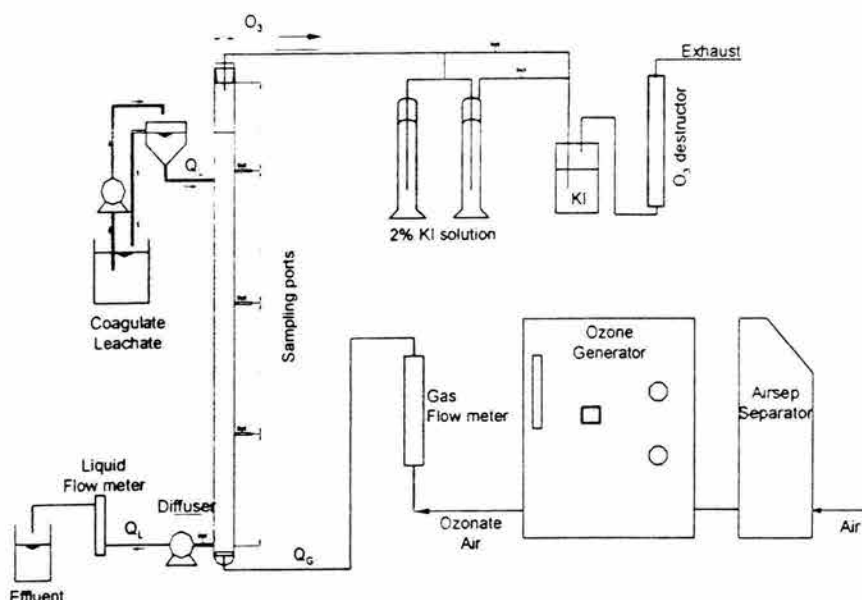 O3
Exhaust
O3 destructor
Q
KI
2% KI solution
Coagulate
Leachate
Sampling ports
Ozone
Generator
Gas
Flow meter
Airsep
Separator
Liquid
Flow meter
Diffuser
QL
Ozonate
Air
Air
QG
Effluent